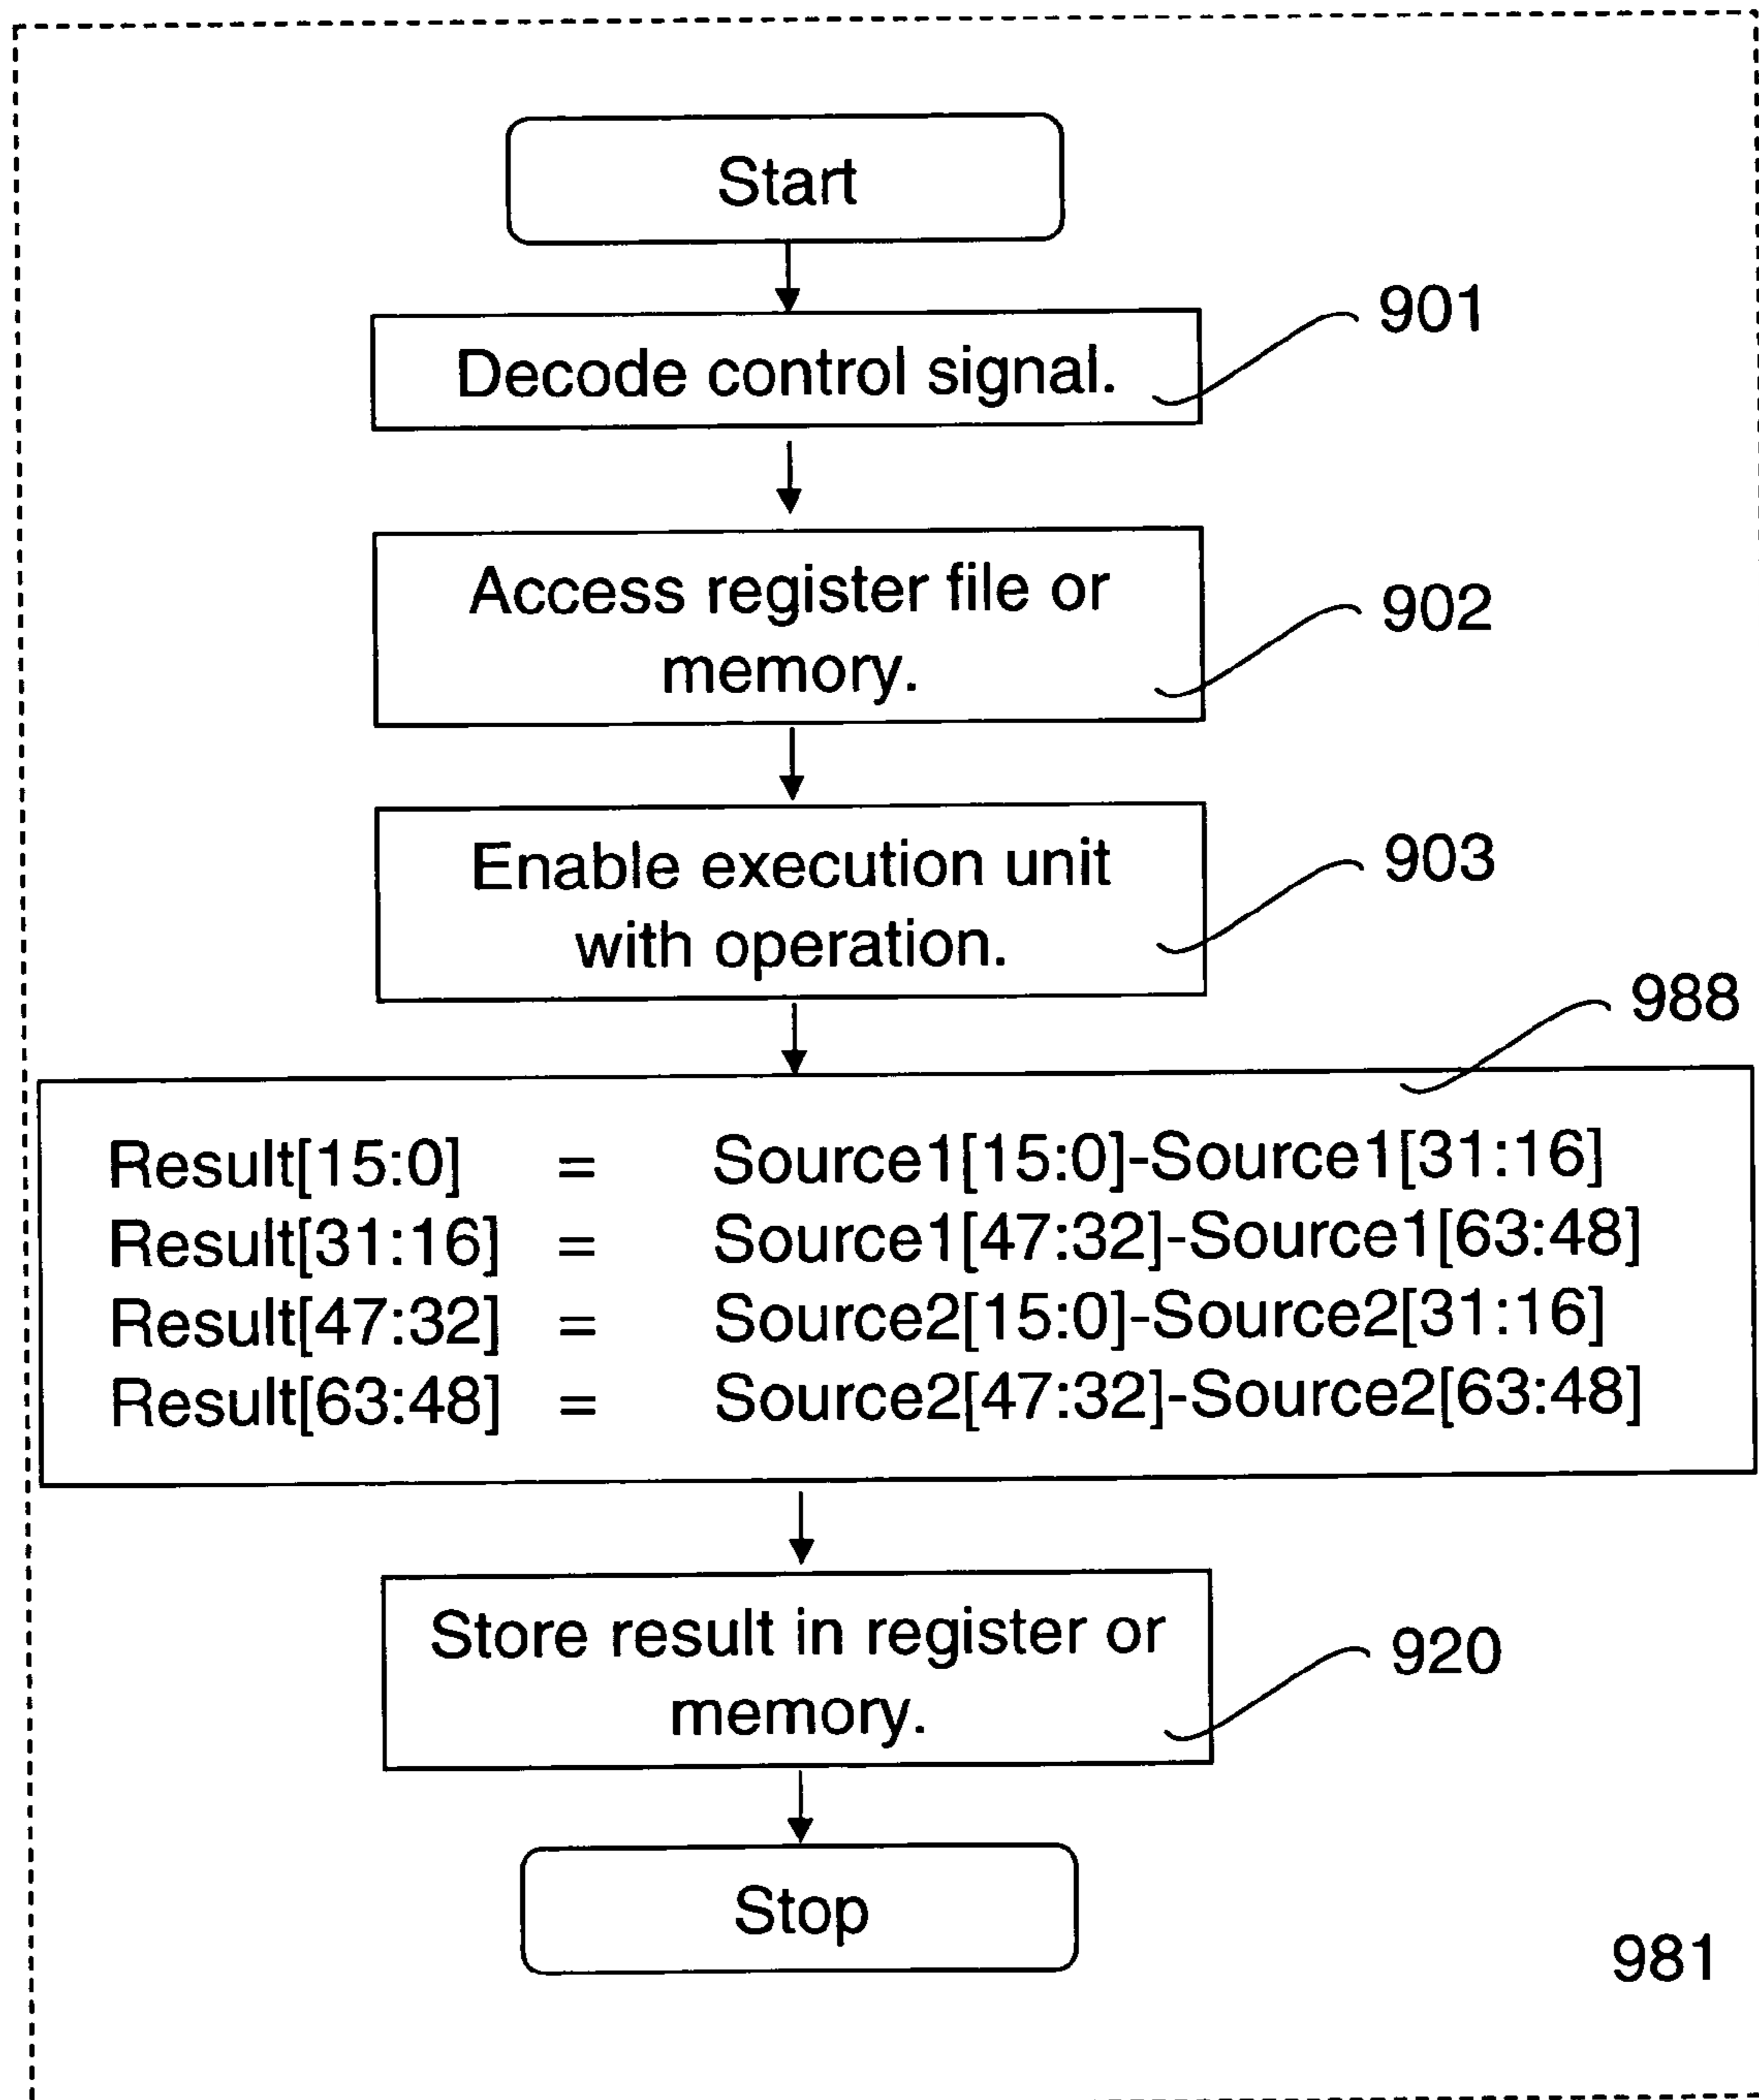 Start
901
Decode control signal.
902
Access register file or
memory.
903
Enable execution unit
with operation.
988
Result[15:0] = Source1[15:0]-Source1[31:16]
Result[31:16] = Source1[47:32]-Source1[63:48]
Result[47:32] = Source2[15:0]-Source2[31:16]
Result[63:48] = Source2[47:32]-Source2[63:48]
920
Store result in register or
memory.
Stop
981